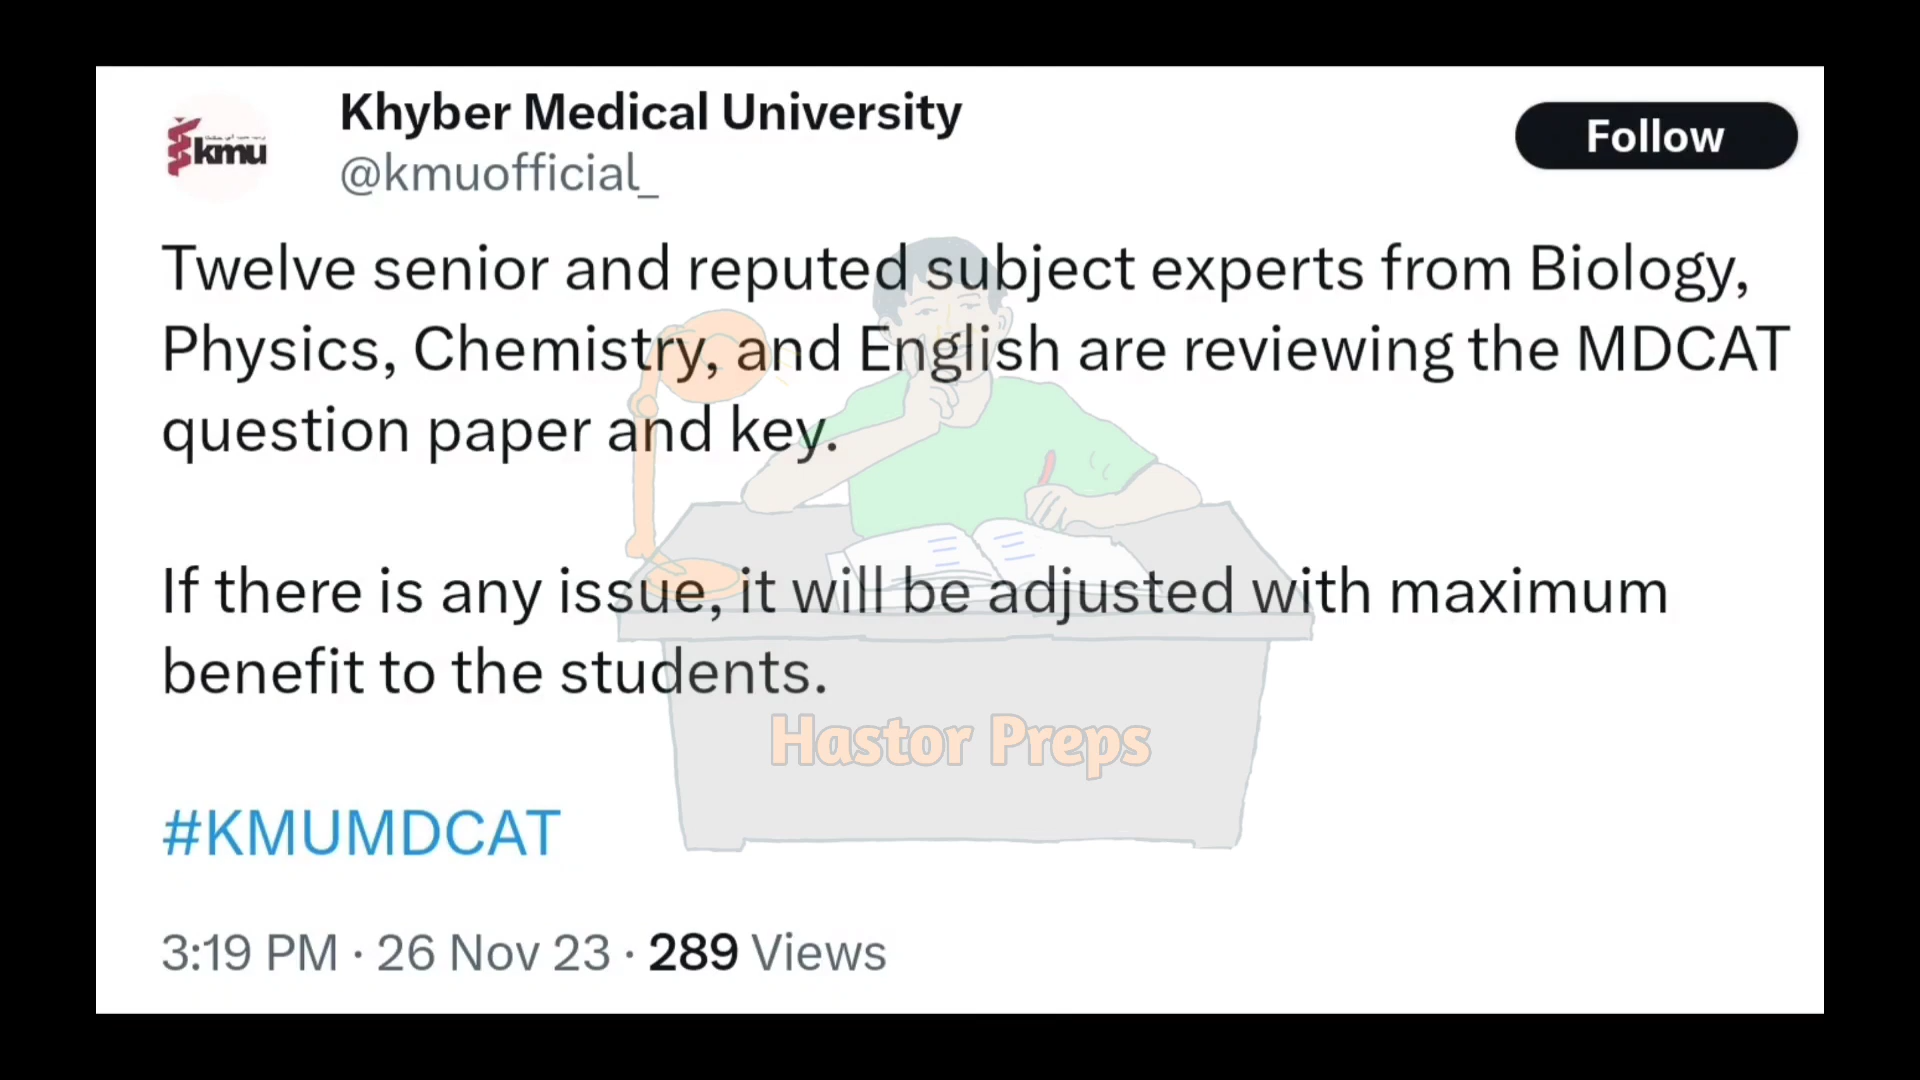 kmu
Khyber Medical University
@kmuofficial_
Follow
Twelve senior and reputed subject experts from Biology,
Physics, Chemistry, and English are reviewing the MDCAT
question paper and key.
If there is any issue, it will be adjusted with maximum
benefit to the students.
Hastor Preps
#KMUMDCAT
3:19 PM · 26 Nov 23 · 289 Views